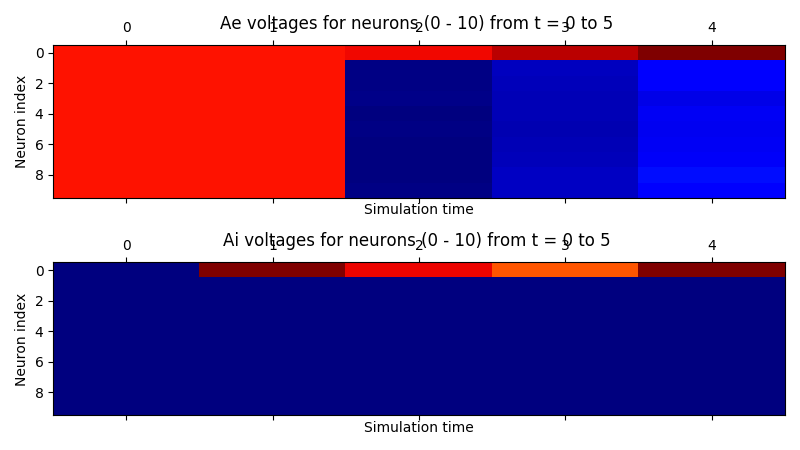 Ae voltages for neurons (0 - 10) from t = 0 to 5
0 1 2 3 4
0
2
4
6
8
Neuron index
Simulation time
Ai voltages for neurons (0 - 10) from t = 0 to 5
0 1 2 3 4
0
2
4
6
8
Neuron index
Simulation time